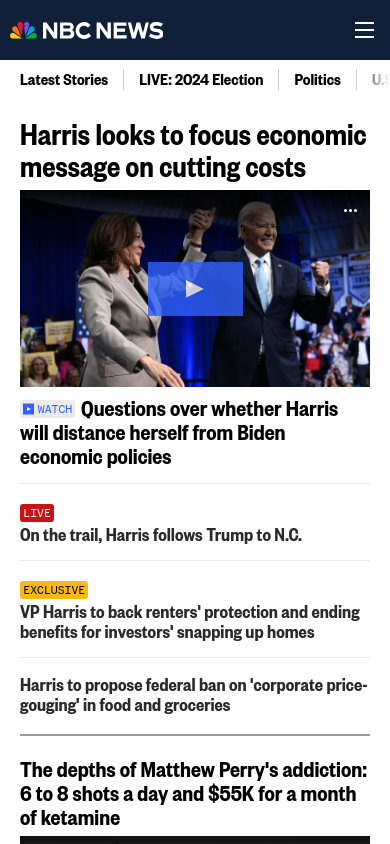 NBC NEWS
Latest Stories
LIVE: 2024 Election
Politics
Harris looks to focus economic
message on cutting costs
WATCH Questions over whether Harris
will distance herself from Biden
economic policies
LIVE
On the trail, Harris follows Trump to N.C.
EXCLUSIVE
VP Harris to back renters' protection and ending
benefits for investors' snapping up homes
Harris to propose federal ban on 'corporate price-
gouging' in food and groceries
The depths of Matthew Perry's addiction:
6 to 8 shots a day and $55K for a month
of ketamine